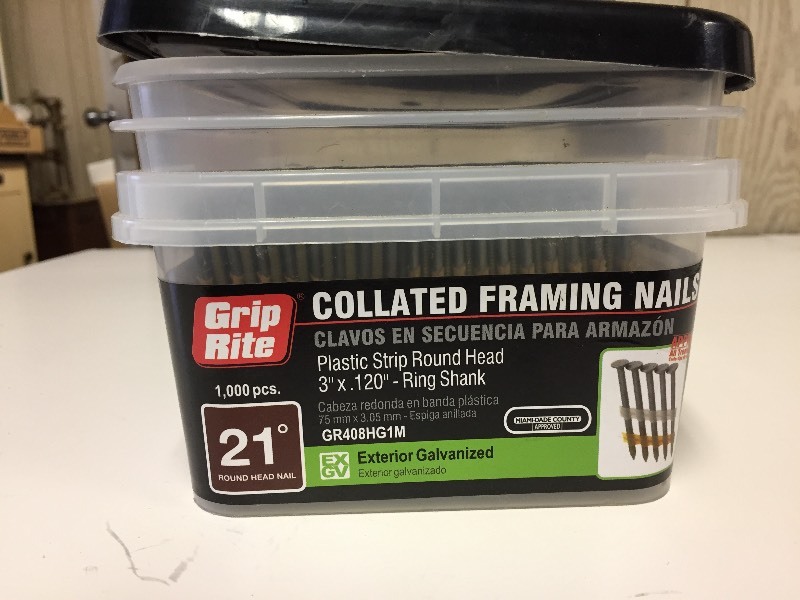 Grip Rite®
COLLATED FRAMING NAILS
CLAVOS EN SECUENCIA PARA ARMAZÓN
Plastic Strip Round Head
3" x .120" - Ring Shank
Cabeza redonda en banda plástica
75 mm x 3.05 mm - Espiga anillada
GR408HG1M
1,000 pcs.
21°
ROUND HEAD NAIL
MIAMI-DADE COUNTY
APPROVED
EX
GV
Exterior Galvanized
Exterior galvanizado